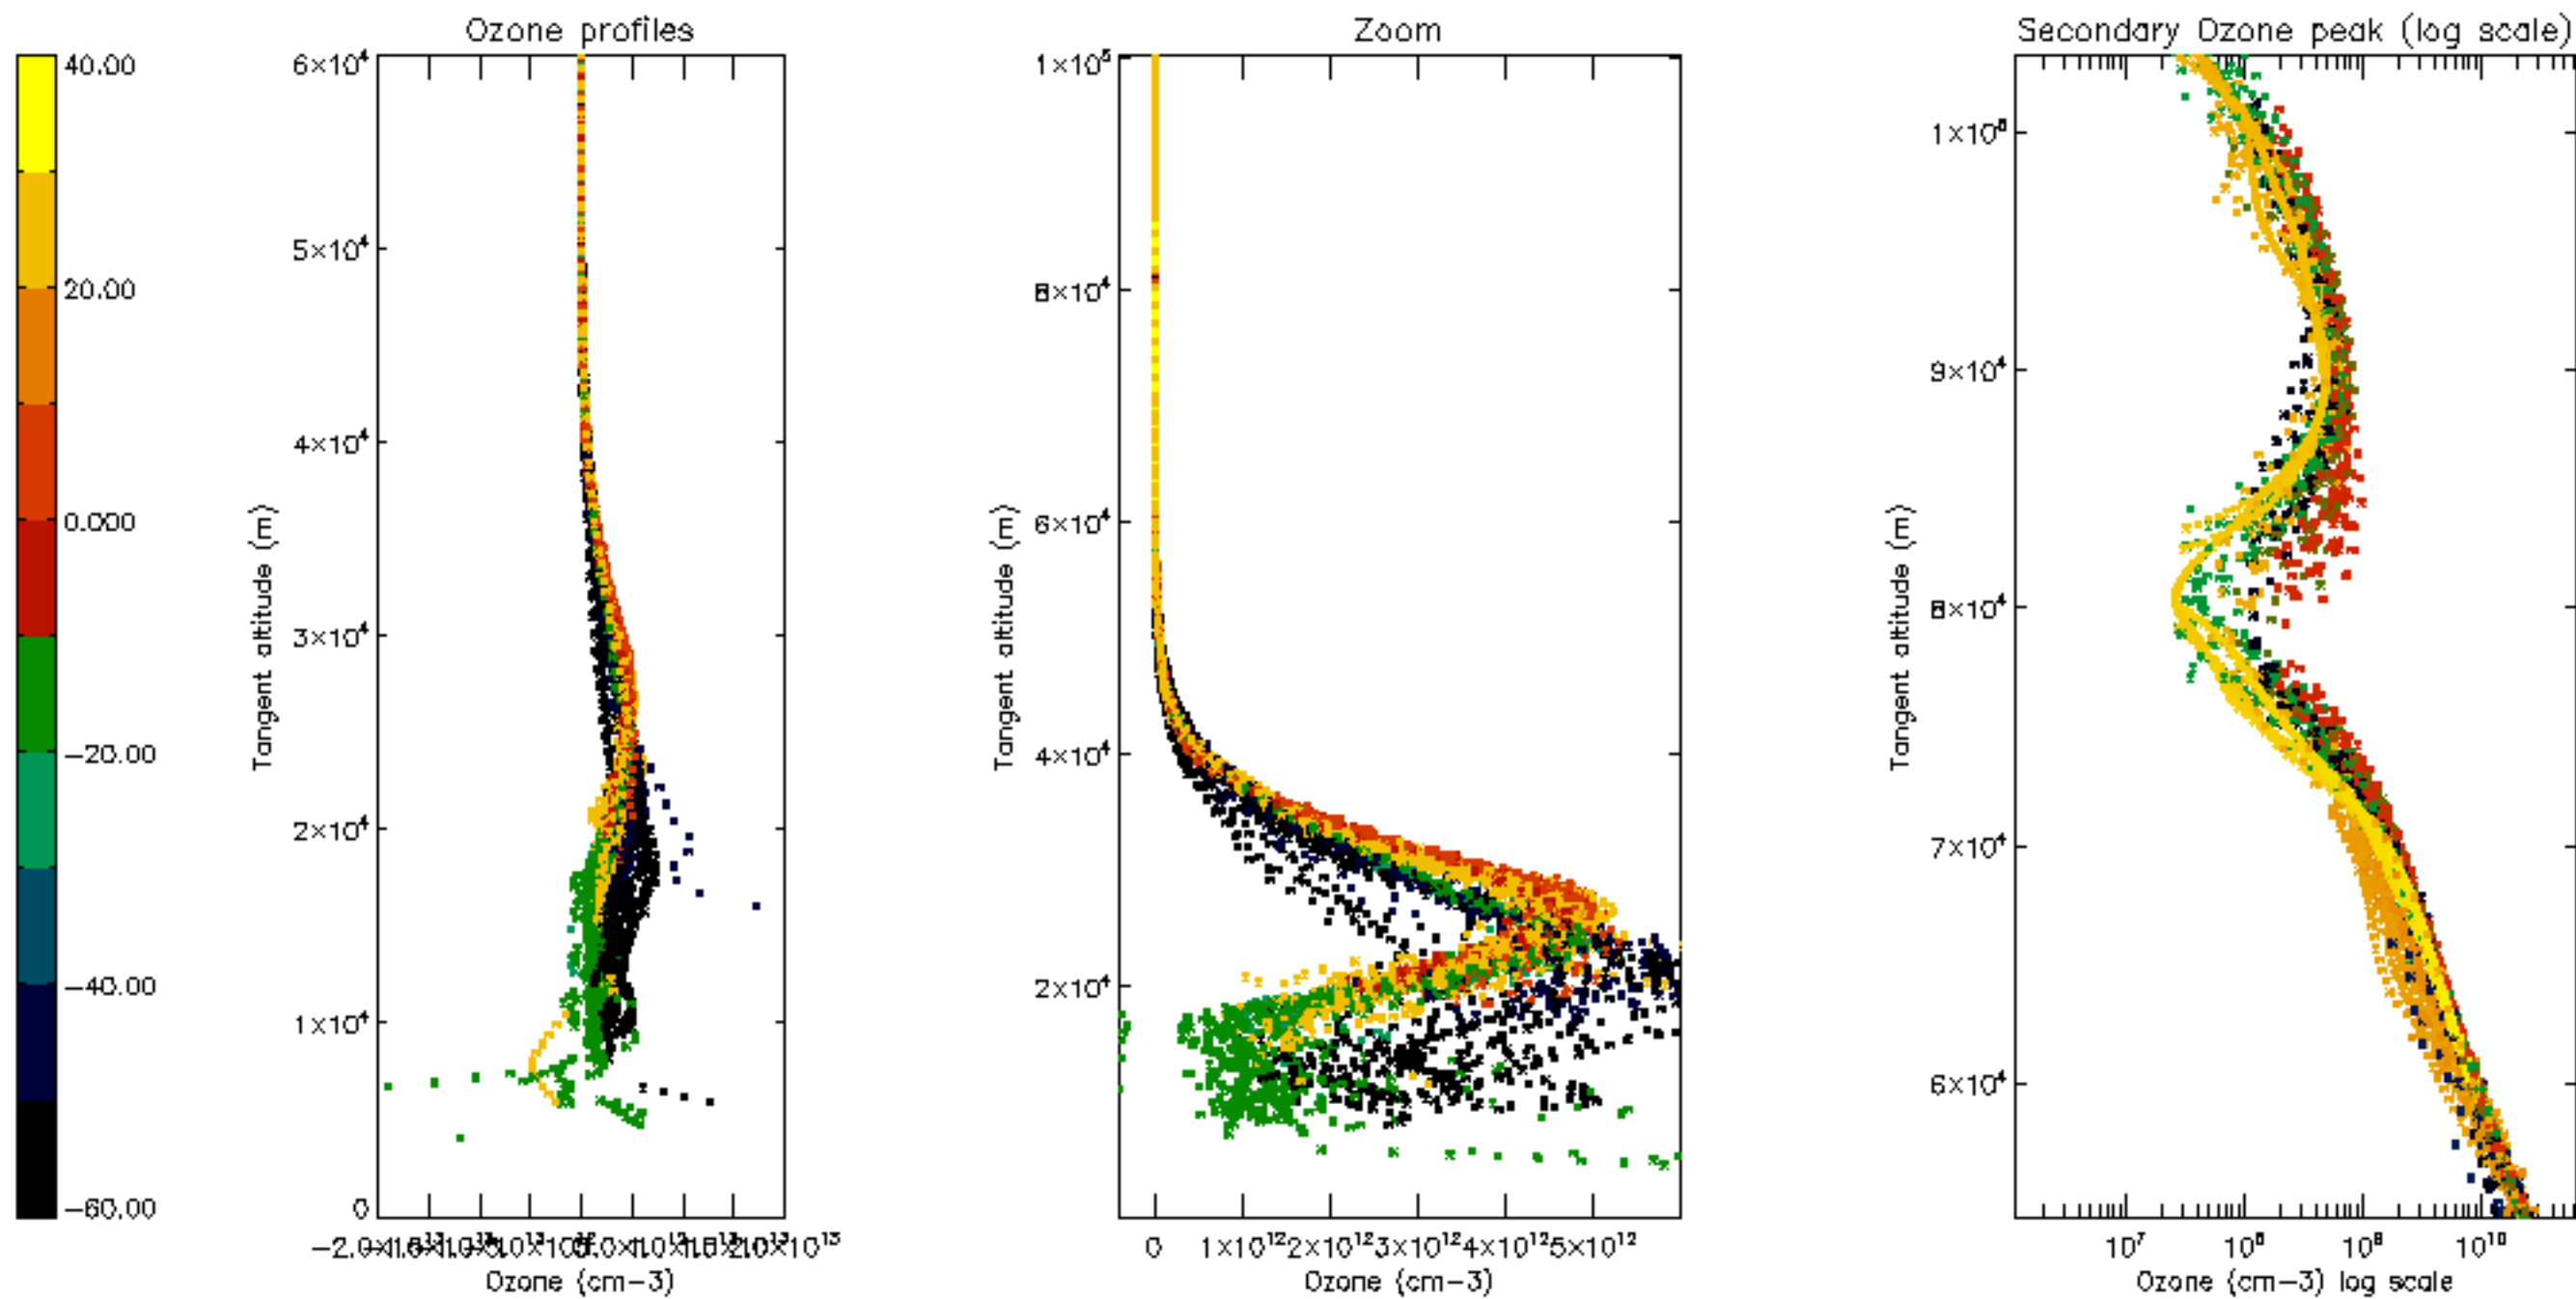 Ozone profiles
Zoom
Secondary Ozone peak (log scale)
40.00
20.00
0.000
−20.00
−40.00
−60.00
6×10⁴
5×10⁴
4×10⁴
3×10⁴
2×10⁴
1×10⁴
0
Tangent altitude (m)
Ozone (cm−3)
1×10⁵
8×10⁴
6×10⁴
4×10⁴
2×10⁴
Tangent altitude (m)
0 1×10¹² 2×10¹² 3×10¹² 4×10¹² 5×10¹²
Ozone (cm−3)
9×10⁴
8×10⁴
7×10⁴
6×10⁴
Tangent altitude (m)
10⁷ 10⁸ 10⁹ 10¹⁰
Ozone (cm−3) log scale